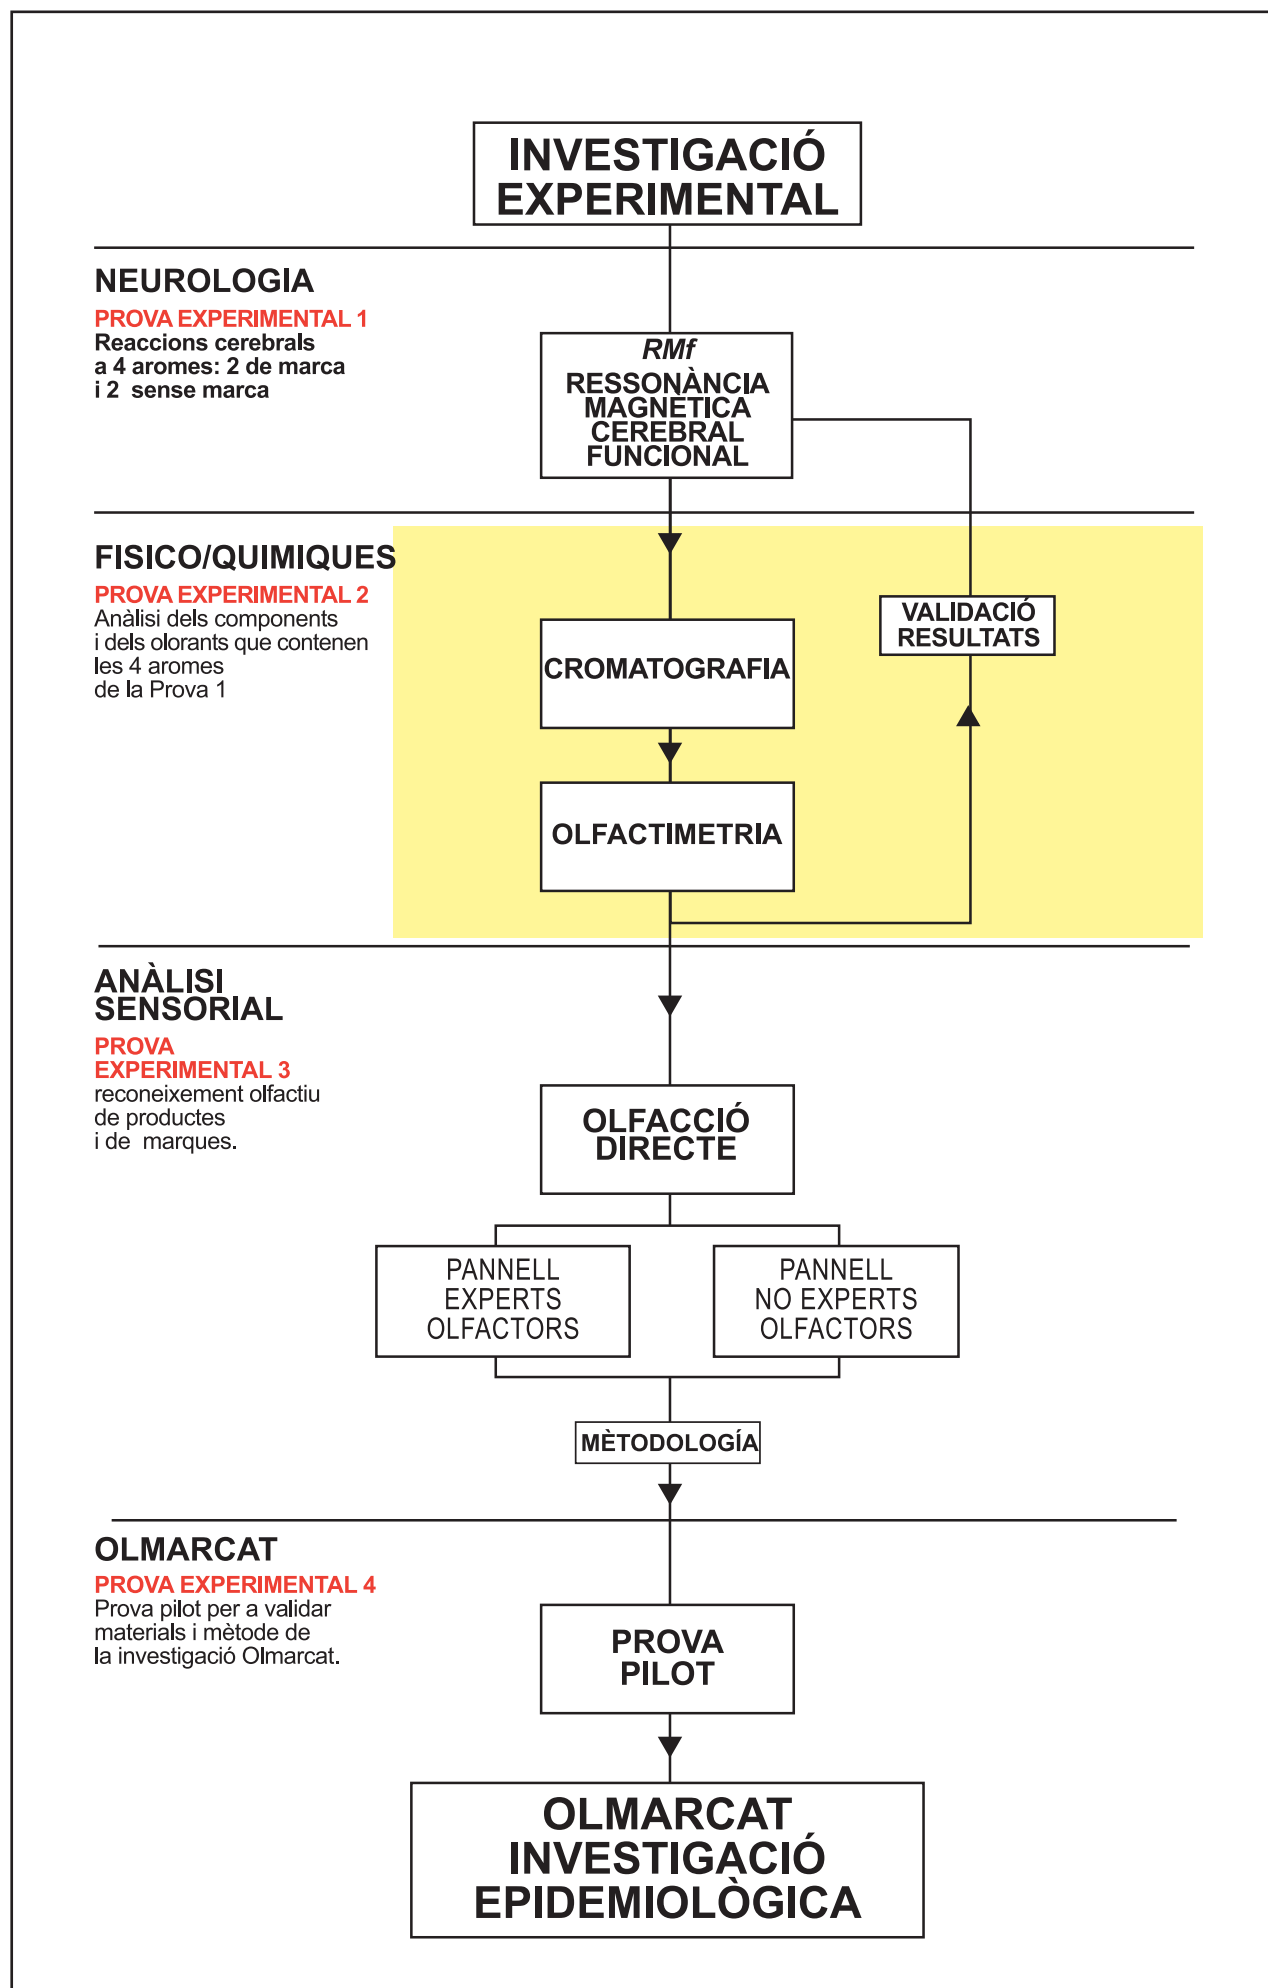 INVESTIGACIÓ
EXPERIMENTAL
NEUROLOGIA
PROVA EXPERIMENTAL 1
Reaccions cerebrals
a 4 aromes: 2 de marca
i 2 sense marca
RMf
RESSONÀNCIA
MAGNÈTICA
CEREBRAL
FUNCIONAL
FISICO/QUIMIQUES
PROVA EXPERIMENTAL 2
Anàlisi dels components
i dels olorants que contenen
les 4 aromes
de la Prova 1
VALIDACIÓ
RESULTATS
CROMATOGRAFIA
OLFACTIMETRIA
ANÀLISI
SENSORIAL
PROVA
EXPERIMENTAL 3
reconeixement olfactiu
de productes
i de marques.
OLFACCIÓ
DIRECTE
PANNELL
EXPERTS
OLFACTORS
PANNELL
NO EXPERTS
OLFACTORS
MÈTODOLOGÍA
OLMARCAT
PROVA EXPERIMENTAL 4
Prova pilot per a validar
materials i mètode de
la investigació Olmarcat.
PROVA
PILOT
OLMARCAT
INVESTIGACIÓ
EPIDEMIOLÒGICA